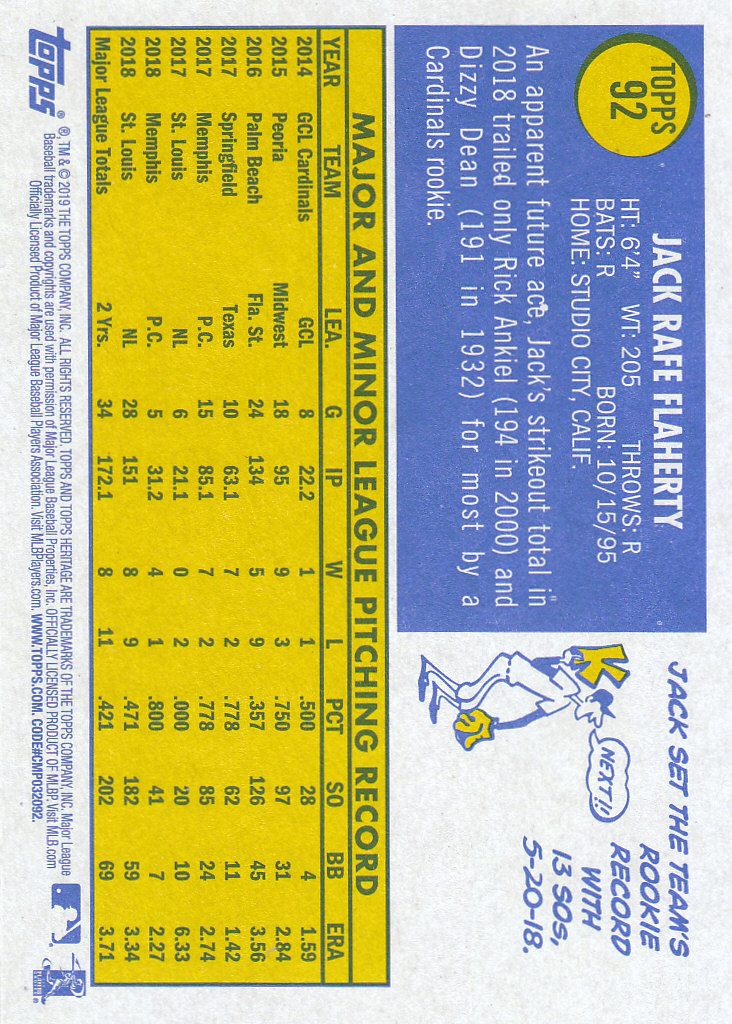 TOPPS
92
JACK RAFE FLAHERTY
HT: 6'4" WT: 205 THROWS: R
BATS: R BORN: 10/15/95
HOME: STUDIO CITY, CALIF.
An apparent future ace, Jack's strikeout total in
2018 trailed only Rick Ankiel (194 in 2000) and
Dizzy Dean (191 in 1932) for most by a
Cardinals rookie.
JACK SET THE TEAM'S
ROOKIE
RECORD
WITH
13 SOS,
5-20-18.
NEXT!!
K
MAJOR AND MINOR LEAGUE PITCHING RECORD
YEAR TEAM LEA. G IP W L PCT SO BB ERA
2014 GCL Cardinals GCL 8 22.2 1 1 .500 28 4 1.59
2015 Peoria Midwest 18 95 9 3 .750 97 31 2.84
2016 Palm Beach Fla. St. 24 134 5 9 .357 126 45 3.56
2017 Springfield Texas 10 63.1 7 2 .778 62 11 1.42
2017 Memphis P.C. 15 85.1 7 2 .778 85 24 2.74
2017 St. Louis NL 6 21.1 0 2 .000 20 10 6.33
2018 Memphis P.C. 5 31.2 4 1 .800 41 7 2.27
2018 St. Louis NL 28 151 8 9 .471 182 59 3.34
Major League Totals 2 Yrs. 34 172.1 8 11 .421 202 69 3.71
topps®
®, TM & © 2019 THE TOPPS COMPANY, INC. ALL RIGHTS RESERVED. TOPPS AND TOPPS HERITAGE ARE TRADEMARKS OF THE TOPPS COMPANY, INC. Major League
Baseball trademarks and copyrights are used with permission of Major League Baseball Properties, Inc. OFFICIALLY LICENSED PRODUCT OF MLBP. Visit MLB.com
Officially Licensed Product of Major League Baseball Players Association. Visit MLBPlayers.com. WWW.TOPPS.COM. CODE#CMP032092.